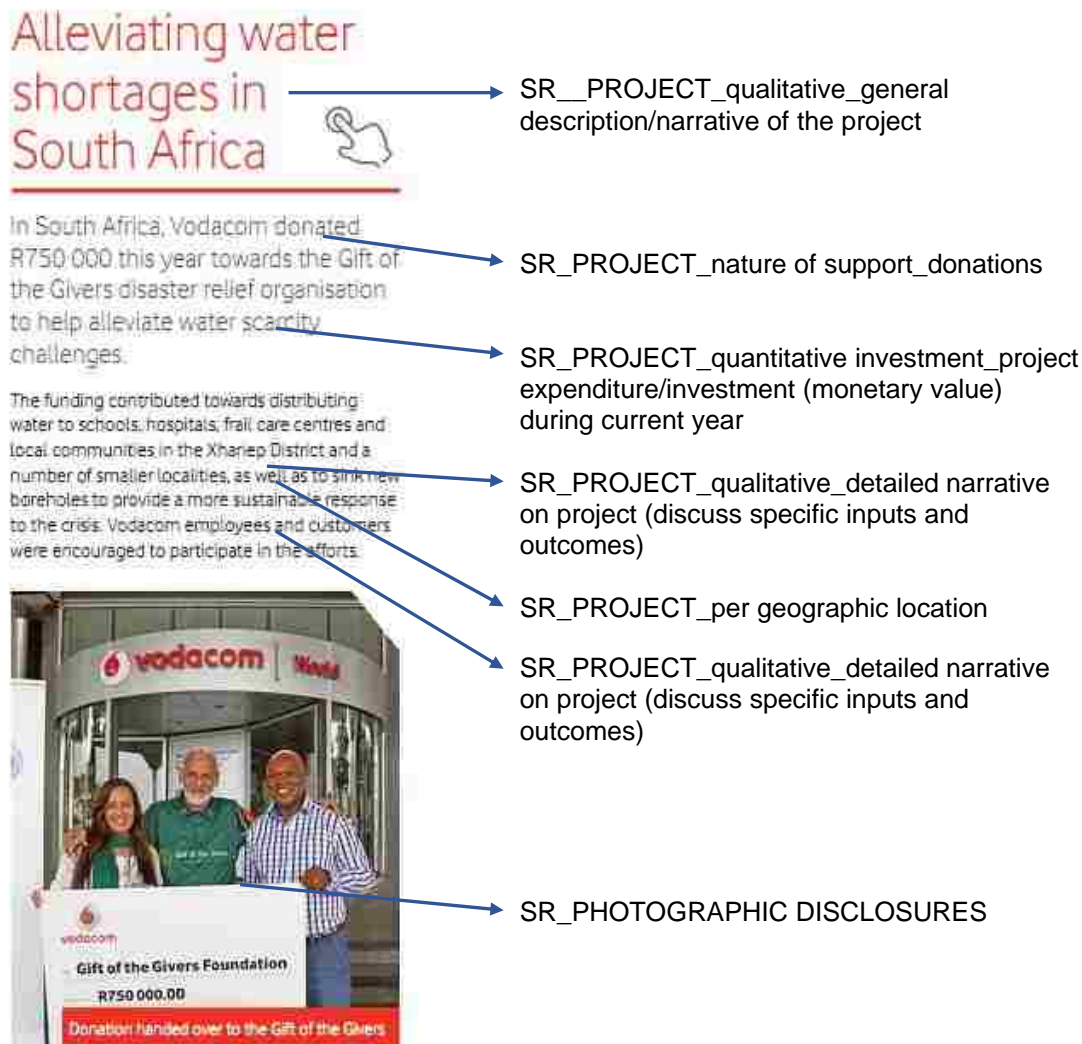 Alleviating water
shortages in
South Africa
In South Africa, Vodacom donated
R750 000 this year towards the Gift of
the Givers disaster relief organisation
to help alleviate water scarcity
challenges.
The funding contributed towards distributing
water to schools, hospitals, frail care centres and
local communities in the Xhariep District and a
number of smaller localities, as well as to sink new
boreholes to provide a more sustainable response
to the crisis. Vodacom employees and customers
were encouraged to participate in the efforts.
vodacom World
vodacom
Gift of the Givers Foundation
R750 000.00
Donation handed over to the Gift of the Givers
SR__PROJECT_qualitative_general
description/narrative of the project
SR_PROJECT_nature of support_donations
SR_PROJECT_quantitative investment_project
expenditure/investment (monetary value)
during current year
SR_PROJECT_qualitative_detailed narrative
on project (discuss specific inputs and
outcomes)
SR_PROJECT_per geographic location
SR_PROJECT_qualitative_detailed narrative
on project (discuss specific inputs and
outcomes)
SR_PHOTOGRAPHIC DISCLOSURES